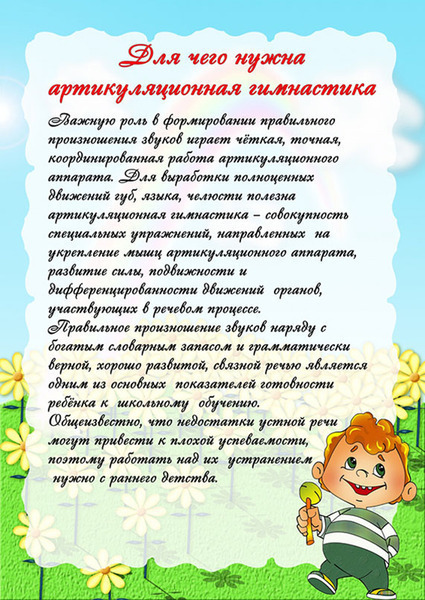 Для чего нужна
артикуляционная гимнастика
Важную роль в формировании правильного
произношения звуков играет чёткая, точная,
координированная работа артикуляционного
аппарата. Для выработки полноценных
движений губ, языка, челюсти полезна
артикуляционная гимнастика – совокупность
специальных упражнений, направленных на
укрепление мышц артикуляционного аппарата,
развитие силы, подвижности и
дифференцированности движений органов,
участвующих в речевом процессе.
Правильное произношение звуков наряду с
богатым словарным запасом и грамматически
верной, хорошо развитой, связной речью является
одним из основных показателей готовности
ребёнка к школьному обучению.
Общеизвестно, что недостатки устной речи
могут привести к плохой успеваемости,
поэтому работать над их устранением
нужно с раннего детства.